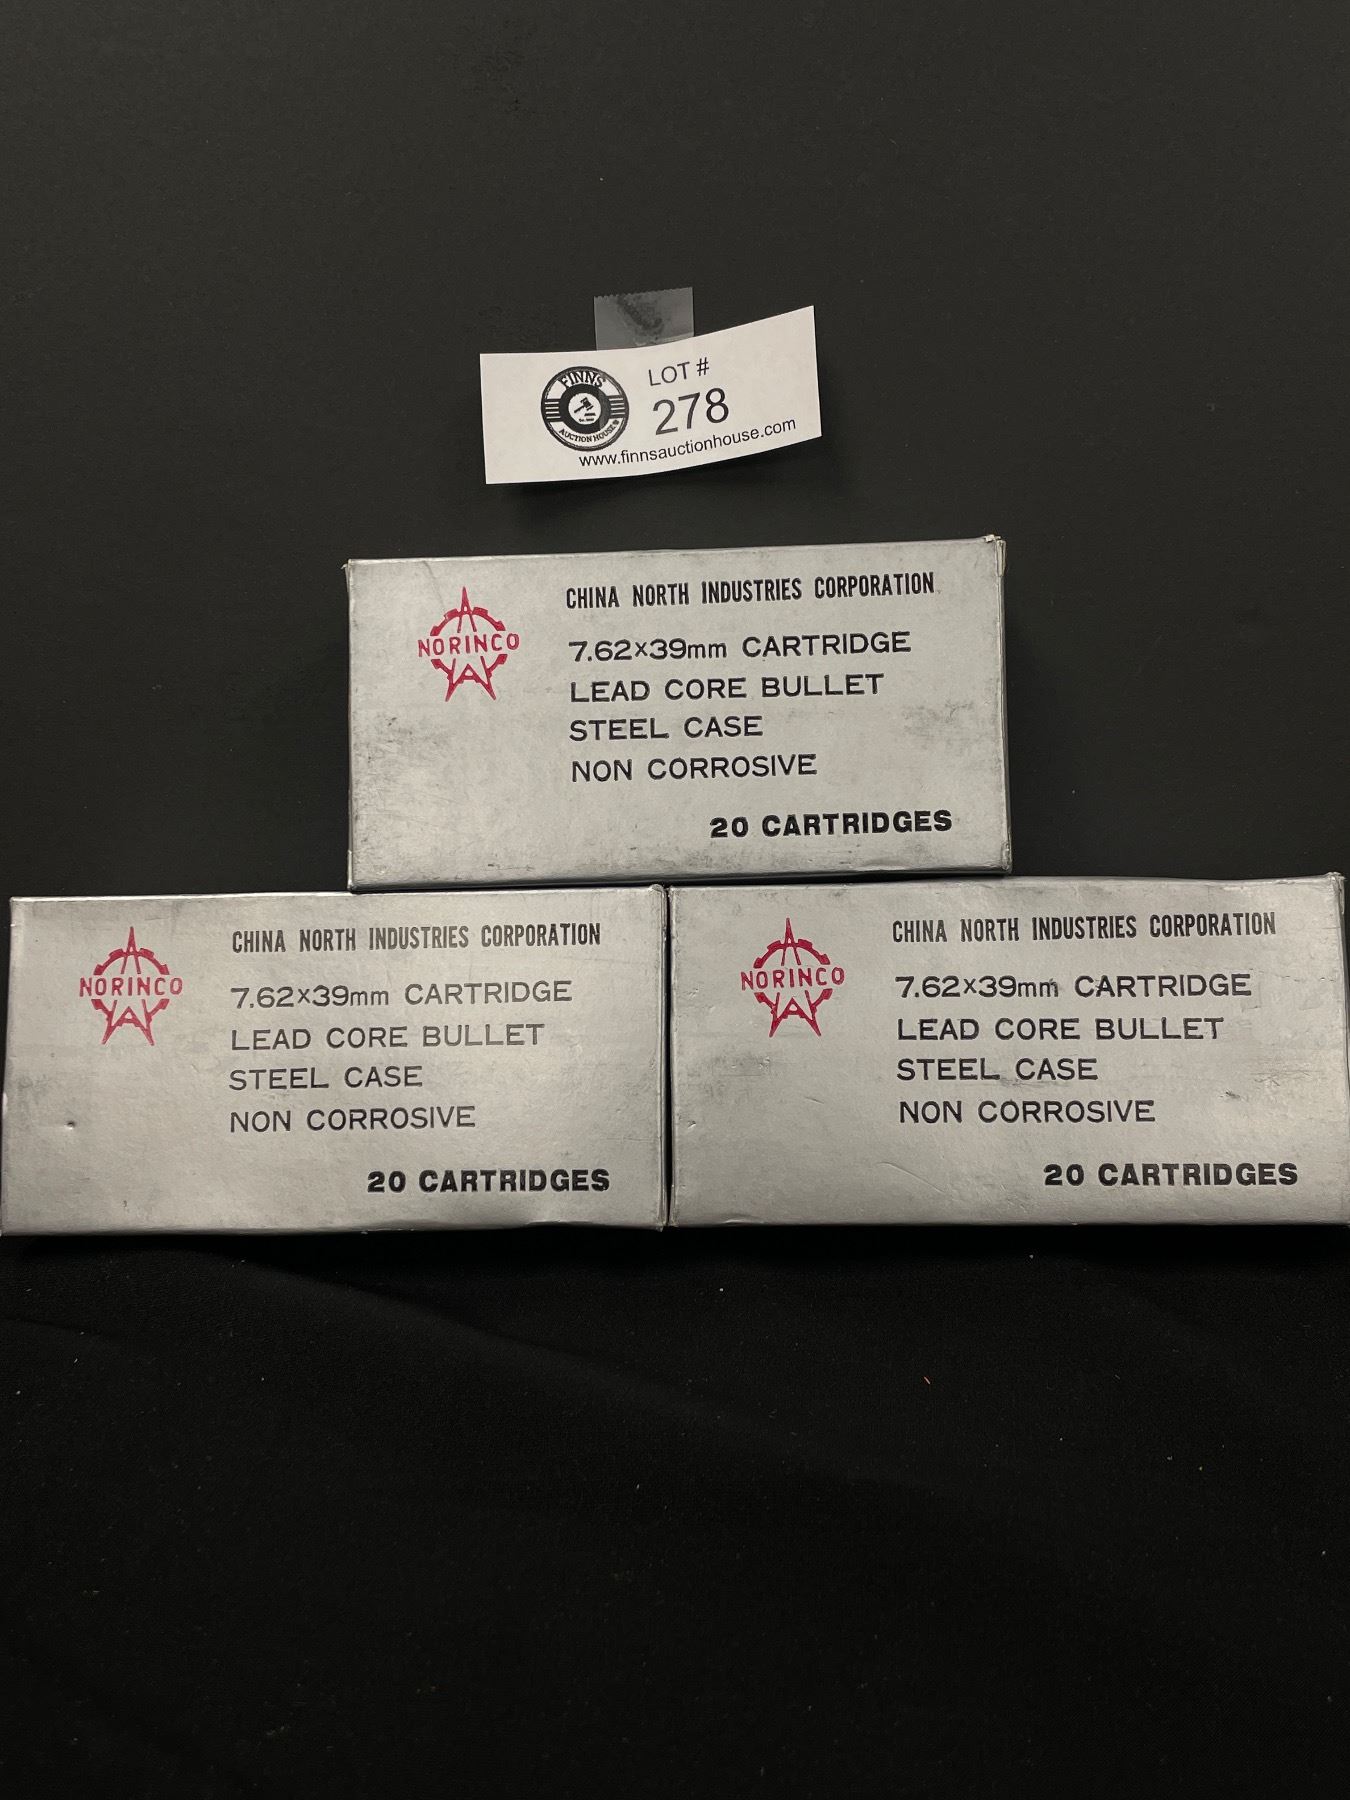 FINNS
AUCTION HOUSE
LOT #
278
www.finnsauctionhouse.com
NORINCO
CHINA NORTH INDUSTRIES CORPORATION
7.62×39mm CARTRIDGE
LEAD CORE BULLET
STEEL CASE
NON CORROSIVE
20 CARTRIDGES
NORINCO
CHINA NORTH INDUSTRIES CORPORATION
7.62×39mm CARTRIDGE
LEAD CORE BULLET
STEEL CASE
NON CORROSIVE
20 CARTRIDGES
NORINCO
CHINA NORTH INDUSTRIES CORPORATION
7.62×39mm CARTRIDGE
LEAD CORE BULLET
STEEL CASE
NON CORROSIVE
20 CARTRIDGES